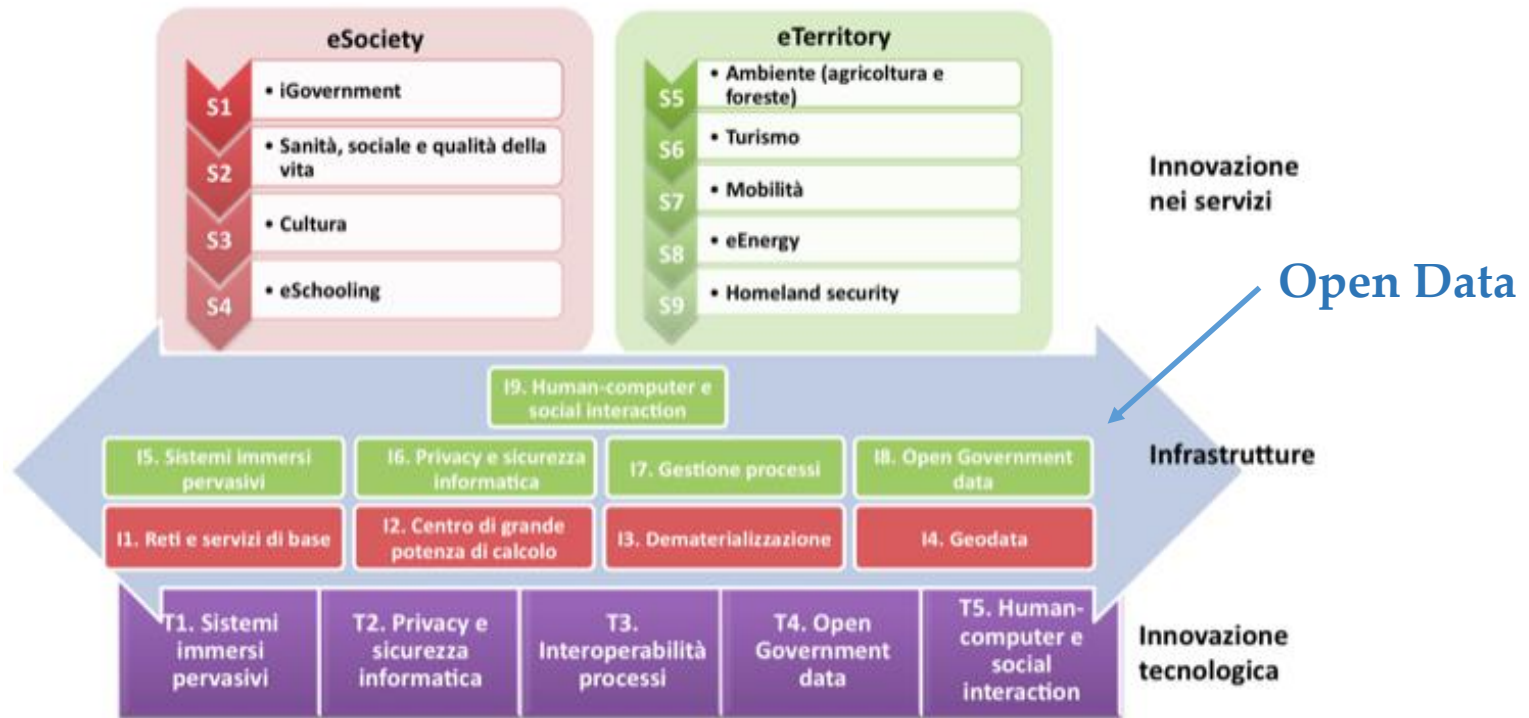 eSociety
S1
• iGovernment
S2
• Sanità, sociale e qualità della
vita
S3
• Cultura
S4
• eSchooling
eTerritory
S5
• Ambiente (agricoltura e
foreste)
S6
• Turismo
S7
• Mobilità
S8
• eEnergy
S9
• Homeland security
Innovazione
nei servizi
Open Data
I9. Human-computer e
social interaction
I5. Sistemi immersi
pervasivi
I6. Privacy e sicurezza
informatica
I7. Gestione processi
I8. Open Government
data
Infrastrutture
I1. Reti e servizi di base
I2. Centro di grande
potenza di calcolo
I3. Dematerializzazione
I4. Geodata
T1. Sistemi
immersi
pervasivi
T2. Privacy e
sicurezza
informatica
T3.
Interoperabilità
processi
T4. Open
Government
data
T5. Human-
computer e
social
interaction
Innovazione
tecnologica